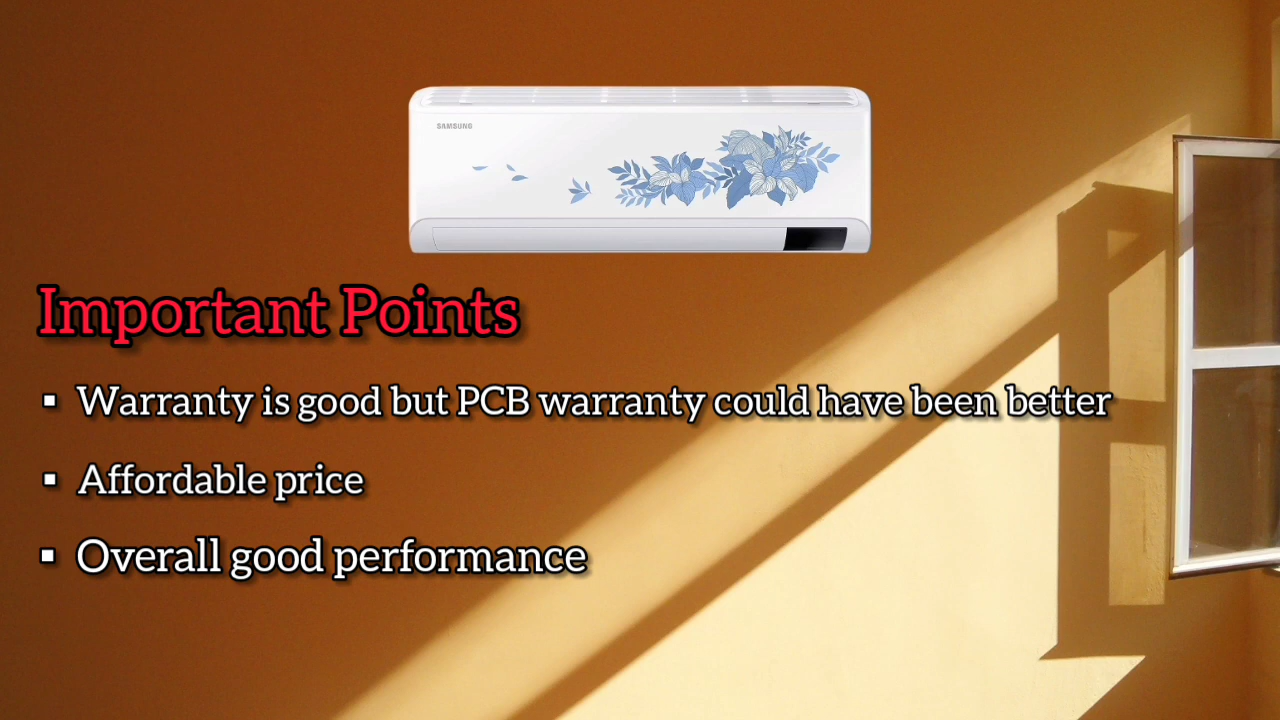 SAMSUNG
Important Points
▪ Warranty is good but PCB warranty could have been better
▪ Affordable price
▪ Overall good performance